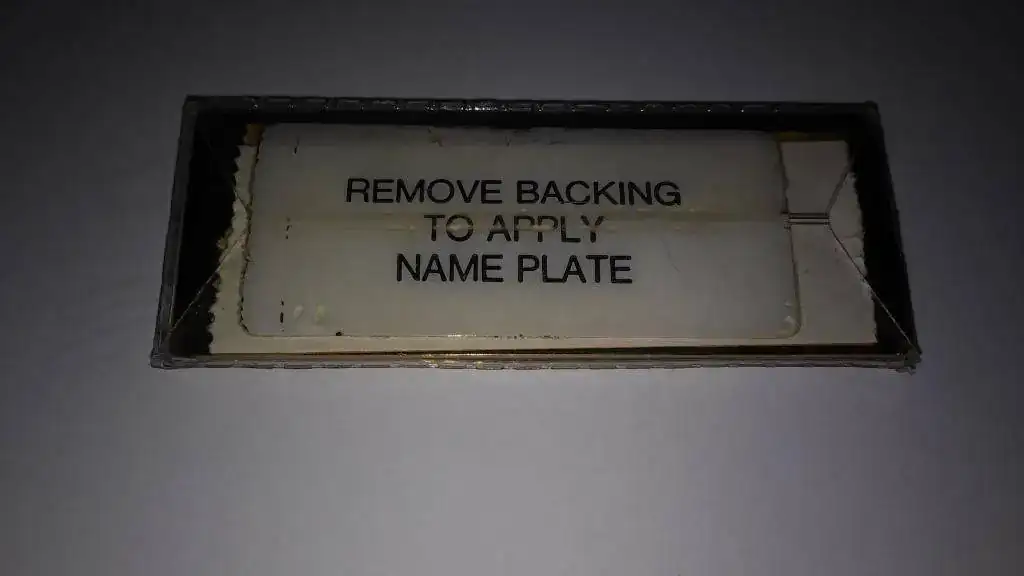 REMOVE BACKING
TO APPLY
NAME PLATE